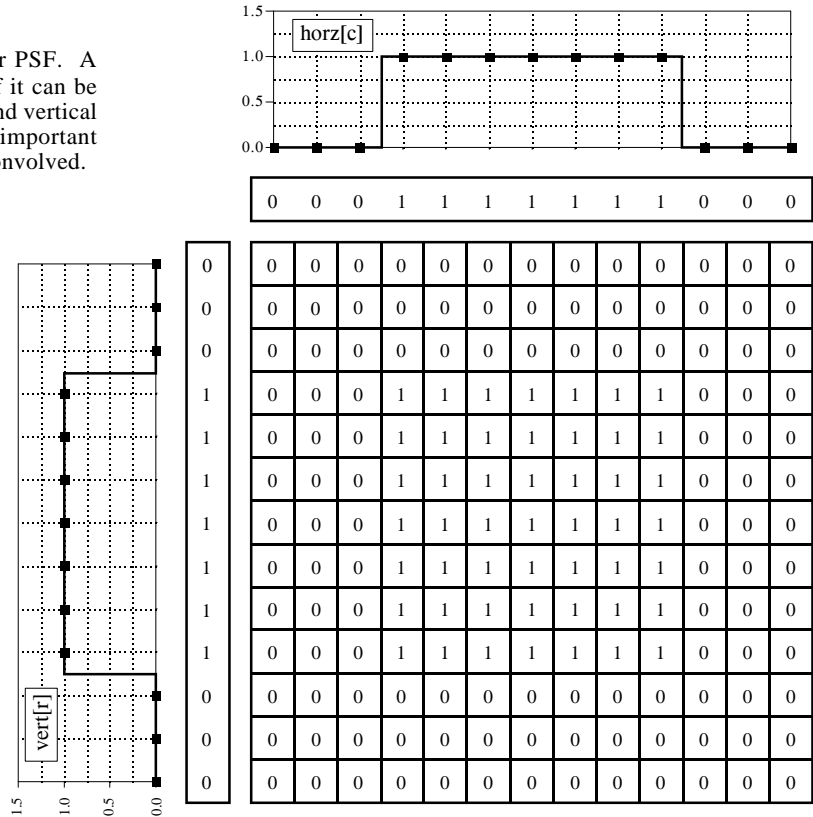 r PSF. A
f it can be
nd vertical
important
onvolved.
1.5
1.0
0.5
0.0
horz[c]
0 0 0 1 1 1 1 1 1 1 0 0 0
0 0 0 0 0 0 0 0 0 0 0 0 0 0
0 0 0 0 0 0 0 0 0 0 0 0 0 0
0 0 0 0 0 0 0 0 0 0 0 0 0 0
1 0 0 0 1 1 1 1 1 1 1 0 0 0
1 0 0 0 1 1 1 1 1 1 1 0 0 0
1 0 0 0 1 1 1 1 1 1 1 0 0 0
1 0 0 0 1 1 1 1 1 1 1 0 0 0
1 0 0 0 1 1 1 1 1 1 1 0 0 0
1 0 0 0 1 1 1 1 1 1 1 0 0 0
1 0 0 0 1 1 1 1 1 1 1 0 0 0
0 0 0 0 0 0 0 0 0 0 0 0 0 0
0 0 0 0 0 0 0 0 0 0 0 0 0 0
0 0 0 0 0 0 0 0 0 0 0 0 0 0
vert[r]
1.5
1.0
0.5
0.0